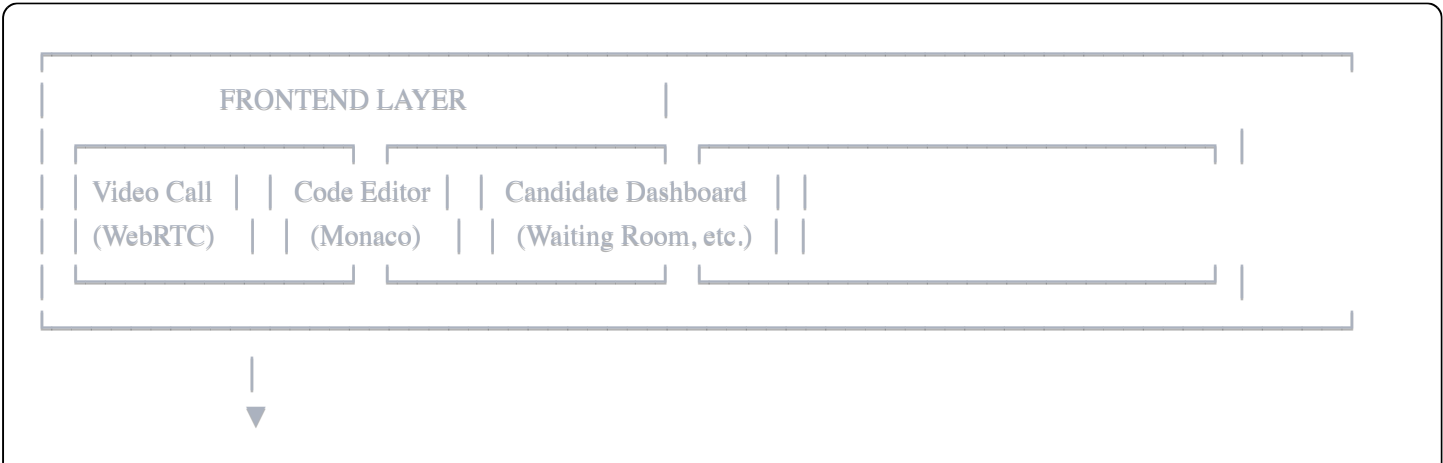 FRONTEND LAYER
Video Call Code Editor Candidate Dashboard
(WebRTC) (Monaco) (Waiting Room, etc.)